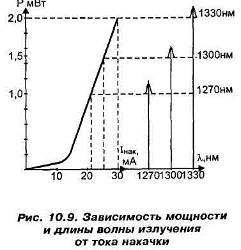 P мВт
1330нм
2,0
1300нм
1,5
1270нм
1,0
Iнак,
мА
λ,нм
10 20 30
1270 1300 1330
Рис. 10.9. Зависимость мощности
и длины волны излучения
от тока накачки